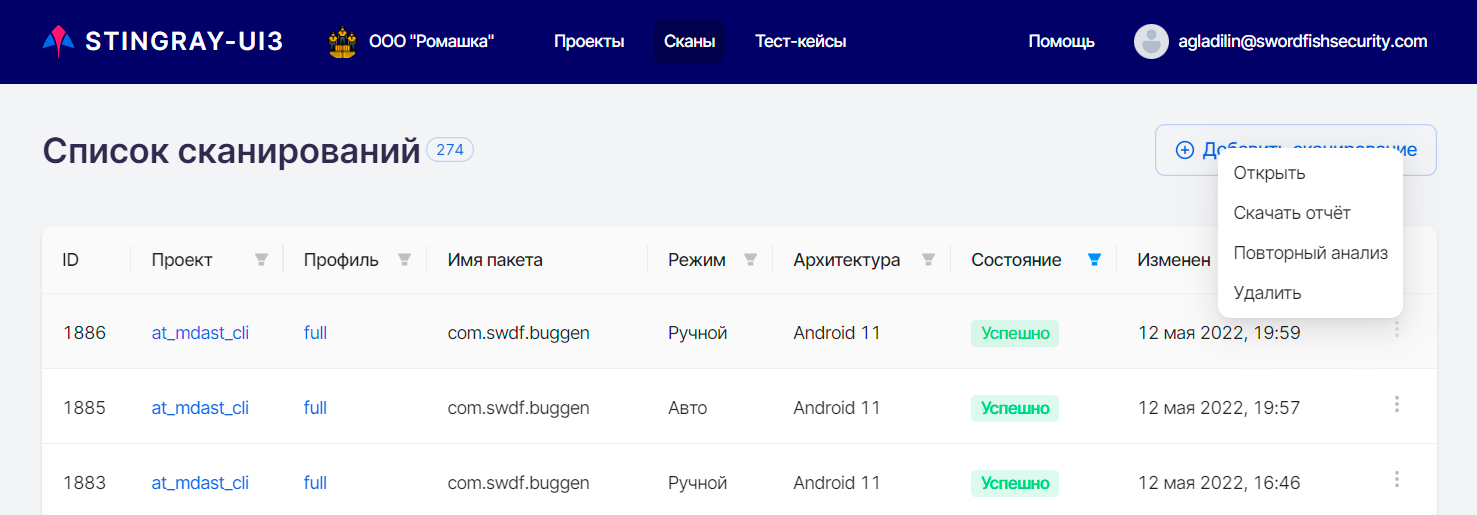 STINGRAY-UI3 ООО "Ромашка" Проекты Сканы Тест-кейсы Помощь agladilin@swordfishsecurity.com
Список сканирований 274
Добавить сканирование
Открыть
Скачать отчёт
Повторный анализ
Удалить
ID Проект Профиль Имя пакета Режим Архитектура Состояние Изменен
1886 at_mdast_cli full com.swdf.buggen Ручной Android 11 Успешно 12 мая 2022, 19:59
1885 at_mdast_cli full com.swdf.buggen Авто Android 11 Успешно 12 мая 2022, 19:57
1883 at_mdast_cli full com.swdf.buggen Ручной Android 11 Успешно 12 мая 2022, 16:46